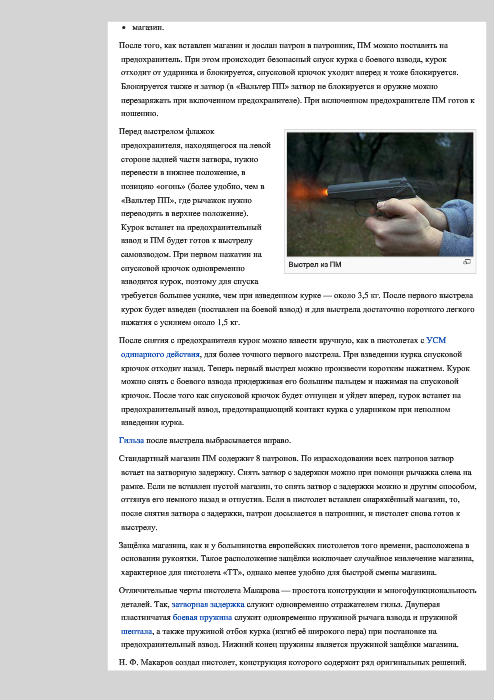 магазин.
После того, как вставлен магазин и дослан патрон в патронник, ПМ можно поставить на
предохранитель. При этом происходит безопасный спуск курка с боевого взвода, курок
отходит от ударника и блокируется, спусковой крючок уходит вперед и тоже блокируется.
Блокируется также и затвор (в «Вальтер ПП» затвор не блокируется и оружие можно
перезаряжать при включенном предохранителе). При включенном предохранителе ПМ готов к
ношению.
Перед выстрелом флажок
предохранителя, находящегося на левой
стороне задней части затвора, нужно
перевести в нижнее положение, в
позицию «огонь» (более удобно, чем в
«Вальтер ПП», где рычажок нужно
переводить в верхнее положение).
Курок встанет на предохранительный
взвод и ПМ будет готов к выстрелу
самовзводом. При первом нажатии на
спусковой крючок одновременно
взводится курок, поэтому для спуска
Выстрел из ПМ
требуется большее усилие, чем при взведенном курке — около 3,5 кг. После первого выстрела
курок будет взведен (поставлен на боевой взвод) и для выстрела достаточно короткого легкого
нажатия с усилием около 1,5 кг.
После снятия с предохранителя курок можно взвести вручную, как в пистолетах с УСМ
одинарного действия, для более точного первого выстрела. При взведении курка спусковой
крючок отходит назад. Теперь первый выстрел можно произвести коротким нажатием. Курок
можно снять с боевого взвода придерживая его большим пальцем и нажимая на спусковой
крючок. После того как спусковой крючок будет отпущен и уйдет вперед, курок встанет на
предохранительный взвод, предотвращающий контакт курка с ударником при неполном
взведении курка.
Гильза после выстрела выбрасывается вправо.
Стандартный магазин ПМ содержит 8 патронов. По израсходовании всех патронов затвор
встает на затворную задержку. Снять затвор с задержки можно при помощи рычажка слева на
рамке. Если не вставлен пустой магазин, то снять затвор с задержки можно и другим способом,
оттянув его немного назад и отпустив. Если в пистолет вставлен снаряжённый магазин, то,
после снятия затвора с задержки, патрон досылается в патронник, и пистолет снова готов к
выстрелу.
Защёлка магазина, как и у большинства европейских пистолетов того времени, расположена в
основании рукоятки. Такое расположение защёлки исключает случайное извлечение магазина,
характерное для пистолета «ТТ», однако менее удобно для быстрой смены магазина.
Отличительные черты пистолета Макарова — простота конструкции и многофункциональность
деталей. Так, затворная задержка служит одновременно отражателем гильз. Двуперая
пластинчатая боевая пружина служит одновременно пружиной рычага взвода и пружиной
шептала, а также пружиной отбоя курка (изгиб её широкого пера) при постановке на
предохранительный взвод. Нижний конец пружины является пружиной защёлки магазина.
Н. Ф. Макаров создал пистолет, конструкция которого содержит ряд оригинальных решений.